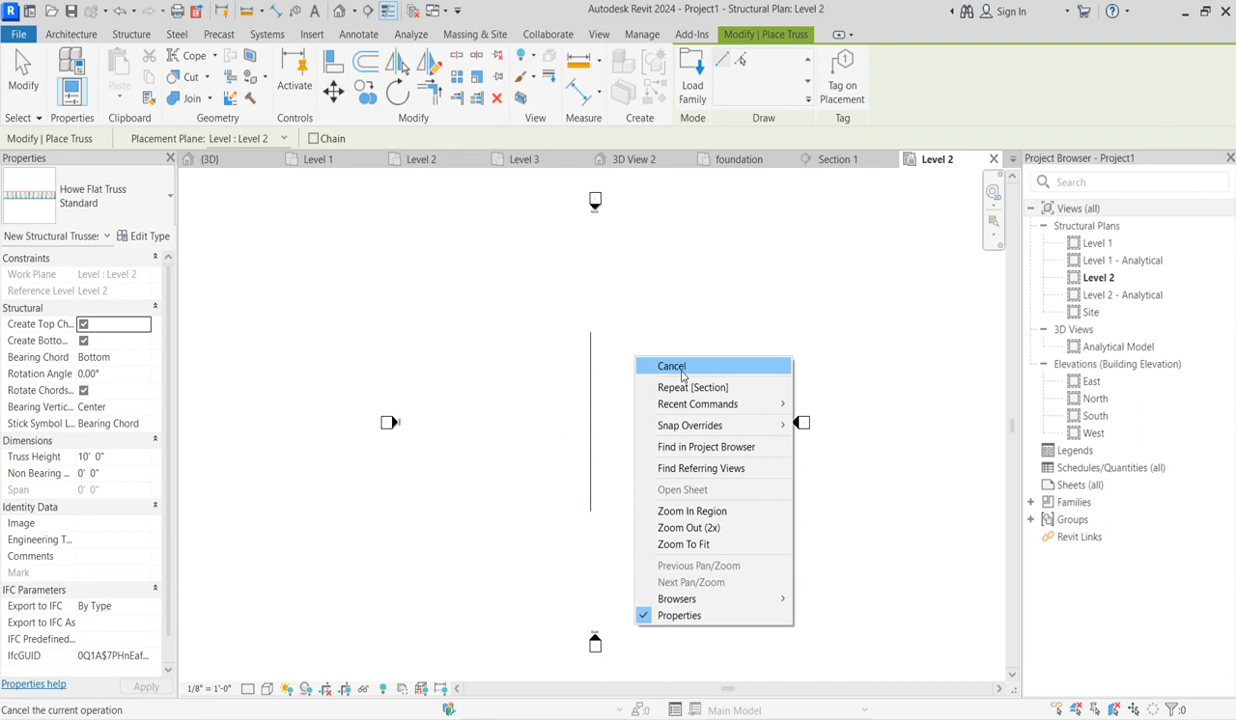 Autodesk Revit 2024 - Project1 - Structural Plan: Level 2
Sign In
File
Architecture
Structure
Steel
Precast
Systems
Insert
Annotate
Analyze
Massing & Site
Collaborate
View
Manage
Add-Ins
Modify | Place Truss
Modify
Select
Properties
Paste
Clipboard
Cope
Cut
Join
Geometry
Activate
Controls
Modify
View
Measure
Create
Load
Family
Mode
Draw
Tag on
Placement
Tag
Modify | Place Truss
Placement Plane: Level : Level 2
Chain
Properties
Howe Flat Truss
Standard
New Structural Trusse:
Edit Type
Constraints
Work Plane Level : Level 2
Reference Level Level 2
Structural
Create Top Ch...
Create Botto...
Bearing Chord Bottom
Rotation Angle 0.00°
Rotate Chords...
Bearing Vertic... Center
Stick Symbol L... Bearing Chord
Dimensions
Truss Height 10' 0"
Non Bearing ... 0' 0"
Span 0' 0"
Identity Data
Image
Engineering T...
Comments
Mark
IFC Parameters
Export to IFC By Type
Export to IFC As
IFC Predefined...
IfcGUID 0Q1A$7PHnEaf...
Properties help
Apply
{3D}
Level 1
Level 2
Level 3
3D View 2
foundation
Section 1
Level 2
Cancel
Repeat [Section]
Recent Commands
Snap Overrides
Find in Project Browser
Find Referring Views
Open Sheet
Zoom In Region
Zoom Out (2x)
Zoom To Fit
Previous Pan/Zoom
Next Pan/Zoom
Browsers
Properties
Project Browser - Project1
Search
Views (all)
Structural Plans
Level 1
Level 1 - Analytical
Level 2
Level 2 - Analytical
Site
3D Views
Analytical Model
Elevations (Building Elevation)
East
North
South
West
Legends
Schedules/Quantities (all)
Sheets (all)
Families
Groups
Revit Links
1/8" = 1'-0"
Cancel the current operation
:0
Main Model
:0